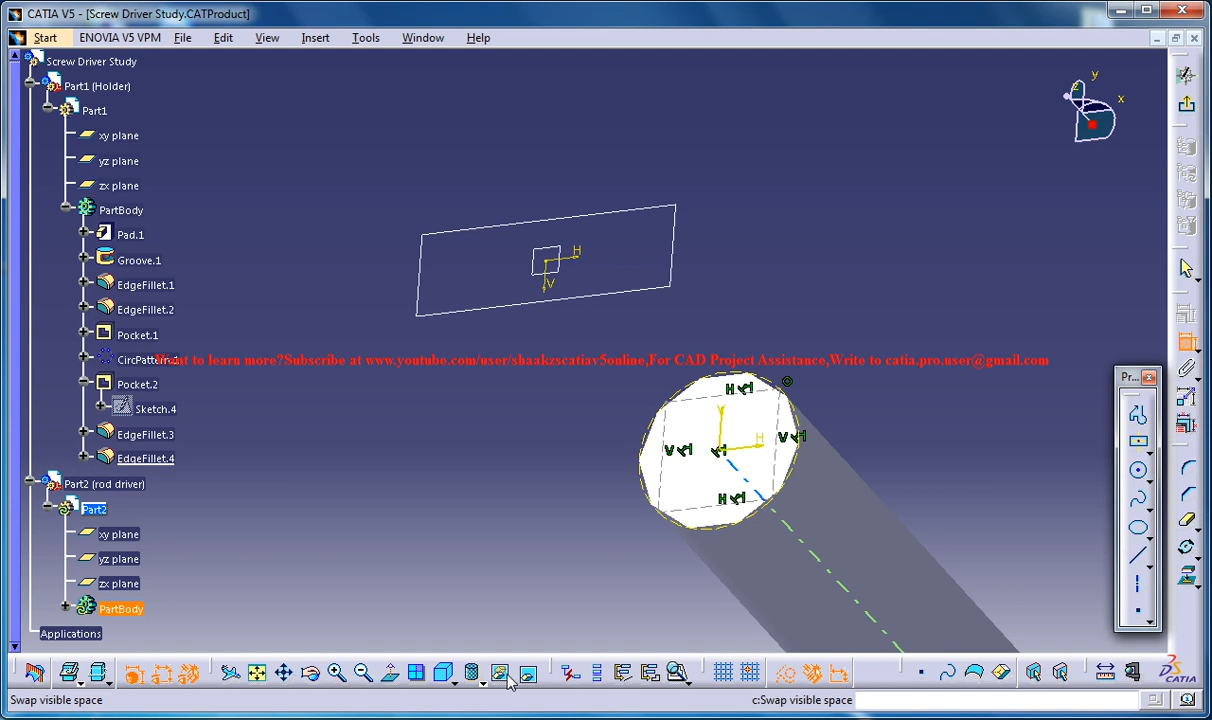 CATIA V5 - [Screw Driver Study.CATProduct]
Start ENOVIA V5 VPM File Edit View Insert Tools Window Help
Screw Driver Study
Part1 (Holder)
Part1
xy plane
yz plane
zx plane
PartBody
Pad.1
Groove.1
EdgeFillet.1
EdgeFillet.2
Pocket.1
CircPattern.1
Want to learn more?Subscribe at www.youtube.com/user/shaakzscatiav5online,For CAD Project Assistance,Write to catia.pro.user@gmail.com
Pocket.2
Sketch.4
EdgeFillet.3
EdgeFillet.4
Part2 (rod driver)
Part2
xy plane
yz plane
zx plane
PartBody
Applications
y
x
z
H
V
H
V
H
V
V
H
Pr...
CATIA
Swap visible space
c:Swap visible space